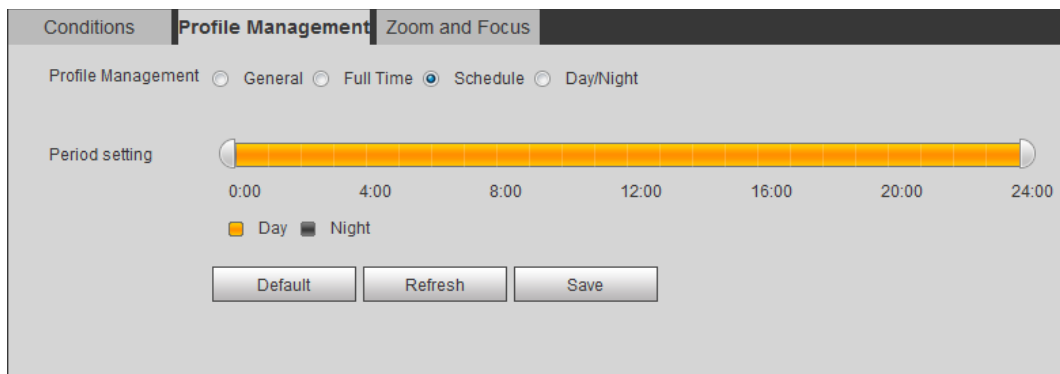 Conditions Profile Management Zoom and Focus
Profile Management General Full Time Schedule Day/Night
Period setting
0:00 4:00 8:00 12:00 16:00 20:00 24:00
Day Night
Default Refresh Save